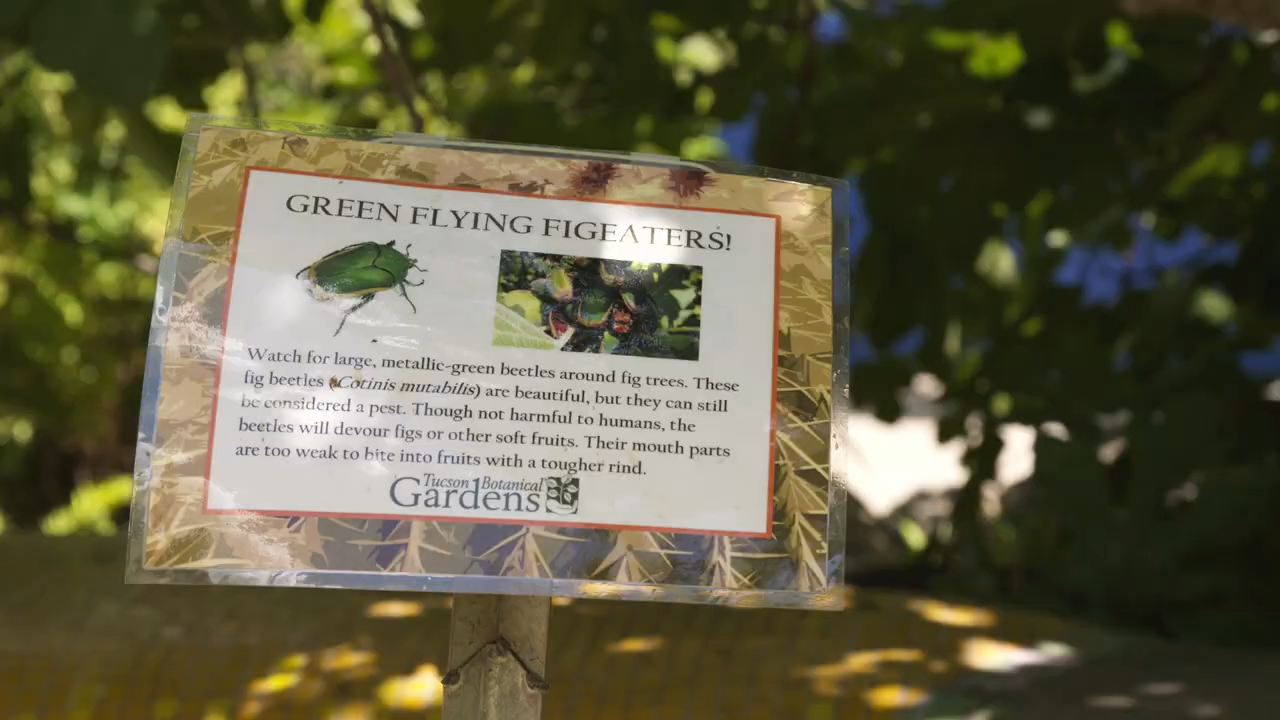 GREEN FLYING FIGEATERS!
Watch for large, metallic-green beetles around fig trees. These
fig beetles (Cotinis mutabilis) are beautiful, but they can still
be considered a pest. Though not harmful to humans, the
beetles will devour figs or other soft fruits. Their mouth parts
are too weak to bite into fruits with a tougher rind.
Tucson Botanical
Gardens